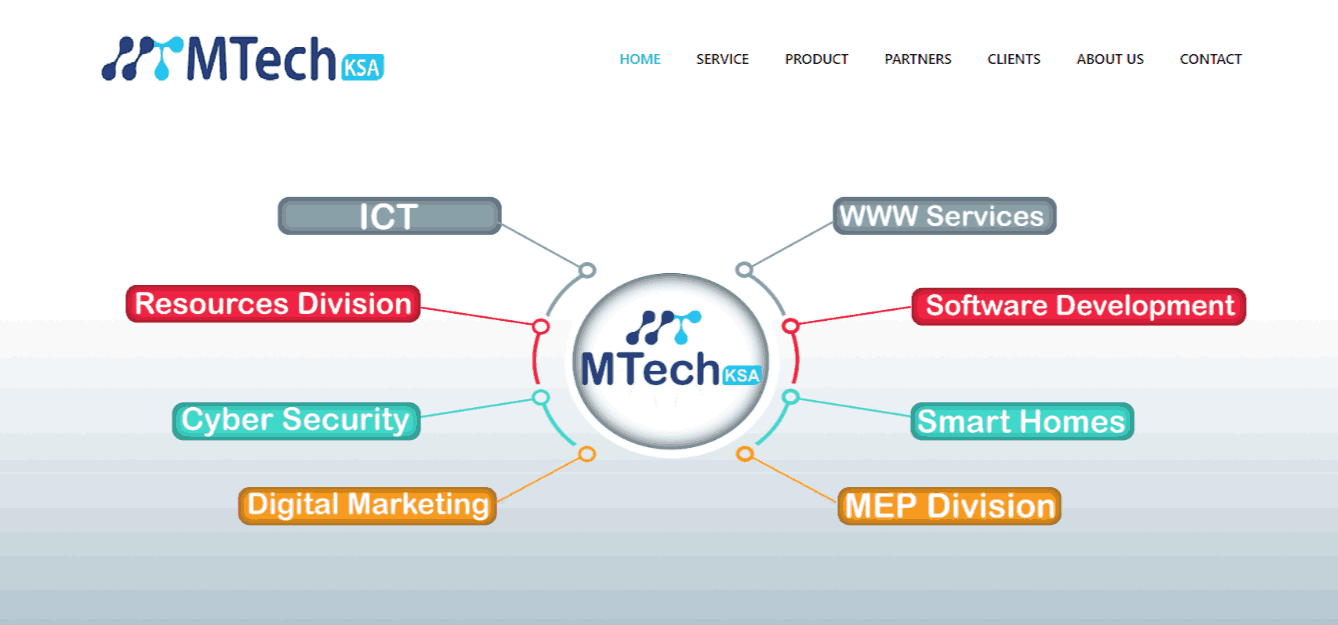 MTech KSA
HOME SERVICE PRODUCT PARTNERS CLIENTS ABOUT US CONTACT
ICT
WWW Services
Resources Division
Software Development
MTech KSA
Cyber Security
Smart Homes
Digital Marketing
MEP Division